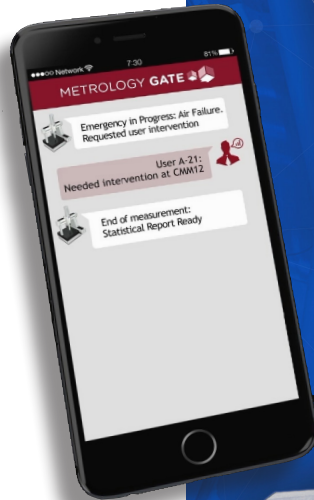 Network 7:30 81%
METROLOGY GATE
Emergency in Progress: Air Failure.
Requested user intervention
User A-21:
Needed intervention at CMM12
End of measurement:
Statistical Report Ready